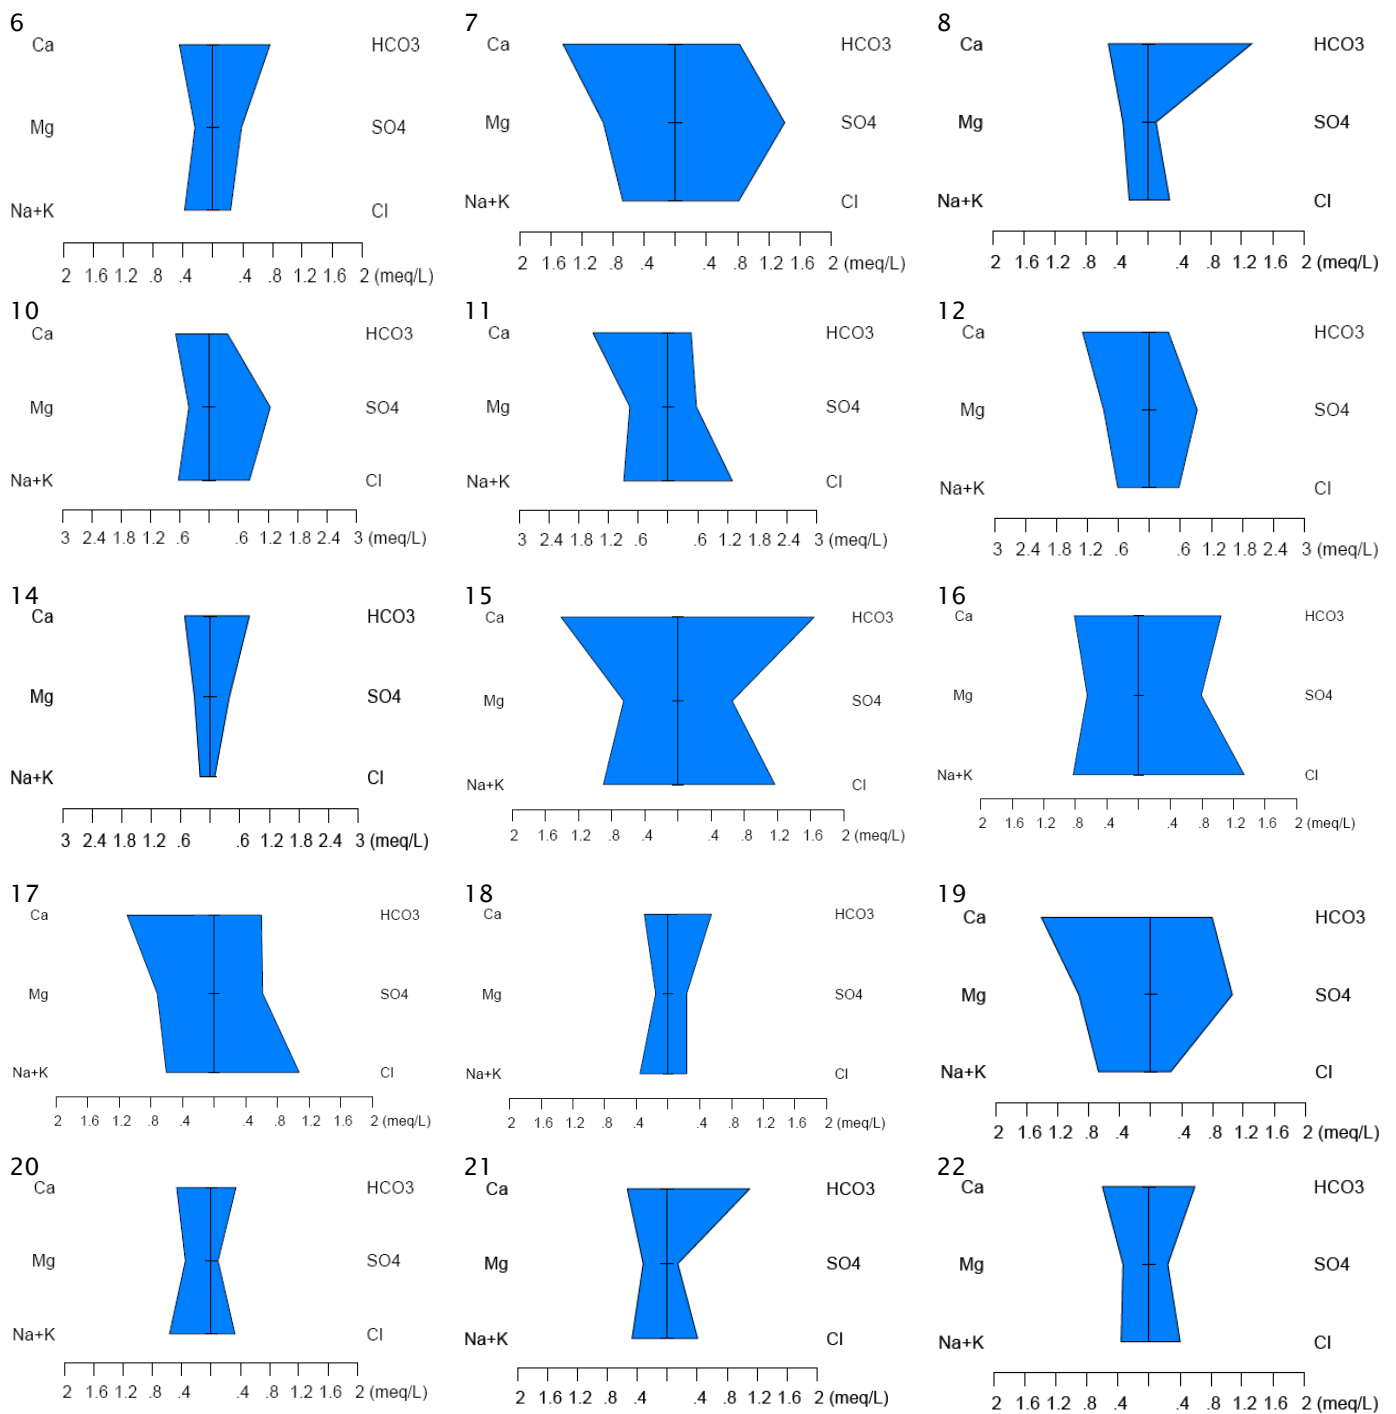 6 7 8
Ca HCO3 Ca HCO3 Ca HCO3
Mg SO4 Mg SO4 Mg SO4
Na+K Cl Na+K Cl Na+K Cl
2 1.6 1.2 .8 .4 .4 .8 1.2 1.6 2 (meq/L) 2 1.6 1.2 .8 .4 .4 .8 1.2 1.6 2 (meq/L) 2 1.6 1.2 .8 .4 .4 .8 1.2 1.6 2 (meq/L)
10 11 12
Ca HCO3 Ca HCO3 Ca HCO3
Mg SO4 Mg SO4 Mg SO4
Na+K Cl Na+K Cl Na+K Cl
3 2.4 1.8 1.2 .6 .6 1.2 1.8 2.4 3 (meq/L) 3 2.4 1.8 1.2 .6 .6 1.2 1.8 2.4 3 (meq/L) 3 2.4 1.8 1.2 .6 .6 1.2 1.8 2.4 3 (meq/L)
14 15 16
Ca HCO3 Ca HCO3 Ca HCO3
Mg SO4 Mg SO4 Mg SO4
Na+K Cl Na+K Cl Na+K Cl
3 2.4 1.8 1.2 .6 .6 1.2 1.8 2.4 3 (meq/L) 2 1.6 1.2 .8 .4 .4 .8 1.2 1.6 2 (meq/L) 2 1.6 1.2 .8 .4 .4 .8 1.2 1.6 2 (meq/L)
17 18 19
Ca HCO3 Ca HCO3 Ca HCO3
Mg SO4 Mg SO4 Mg SO4
Na+K Cl Na+K Cl Na+K Cl
2 1.6 1.2 .8 .4 .4 .8 1.2 1.6 2 (meq/L) 2 1.6 1.2 .8 .4 .4 .8 1.2 1.6 2 (meq/L) 2 1.6 1.2 .8 .4 .4 .8 1.2 1.6 2 (meq/L)
20 21 22
Ca HCO3 Ca HCO3 Ca HCO3
Mg SO4 Mg SO4 Mg SO4
Na+K Cl Na+K Cl Na+K Cl
2 1.6 1.2 .8 .4 .4 .8 1.2 1.6 2 (meq/L) 2 1.6 1.2 .8 .4 .4 .8 1.2 1.6 2 (meq/L) 2 1.6 1.2 .8 .4 .4 .8 1.2 1.6 2 (meq/L)